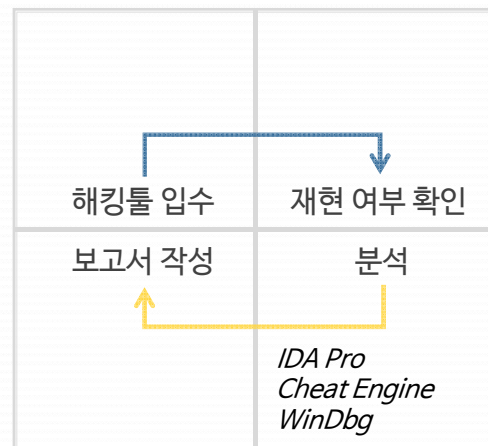 해킹툴 입수
재현 여부 확인
보고서 작성
분석
IDA Pro
Cheat Engine
WinDbg